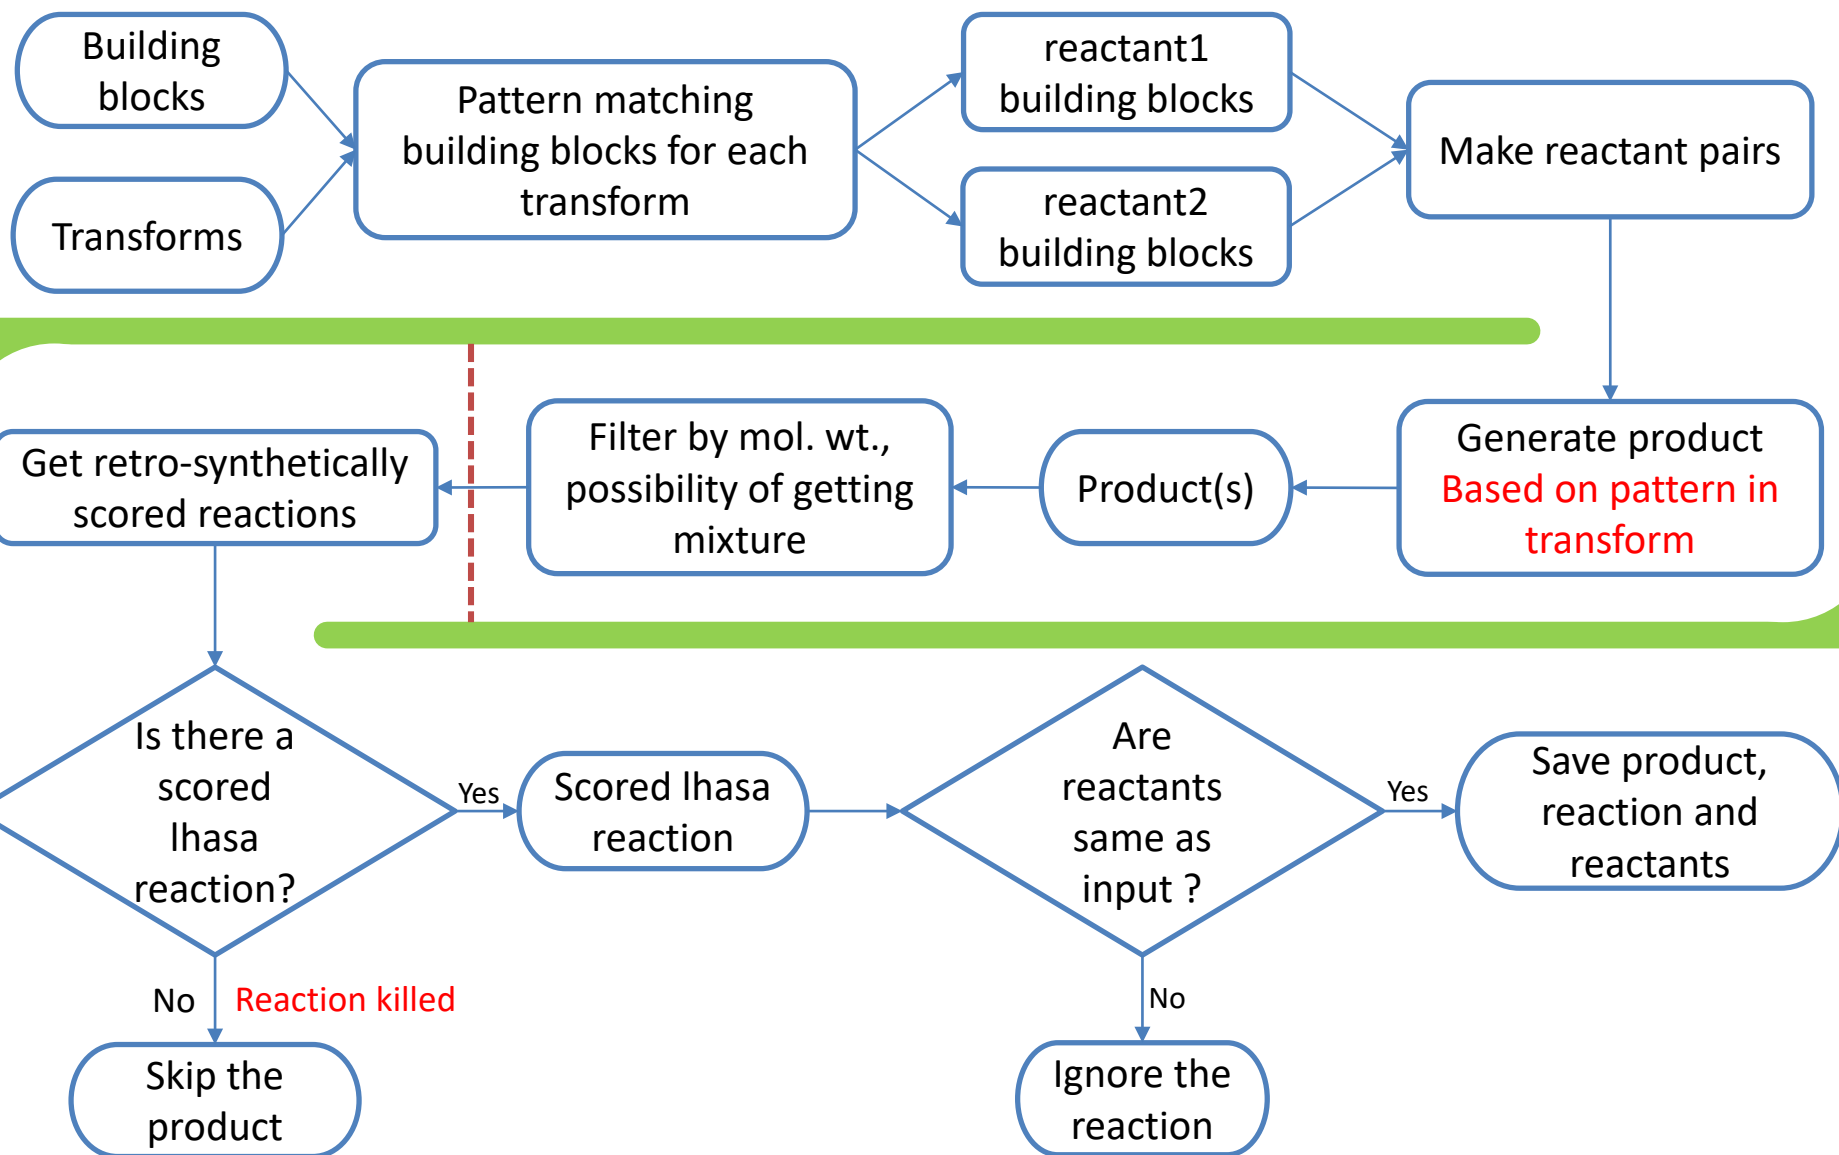 Building
blocks
Transforms
Pattern matching
building blocks for each
transform
reactant1
building blocks
reactant2
building blocks
Make reactant pairs
Generate product
Based on pattern in
transform
Product(s)
Filter by mol. wt.,
possibility of getting
mixture
Get retro-synthetically
scored reactions
Is there a
scored
lhasa
reaction?
Yes
Scored lhasa
reaction
Are
reactants
same as
input ?
Yes
Save product,
reaction and
reactants
No
Reaction killed
Skip the
product
No
Ignore the
reaction